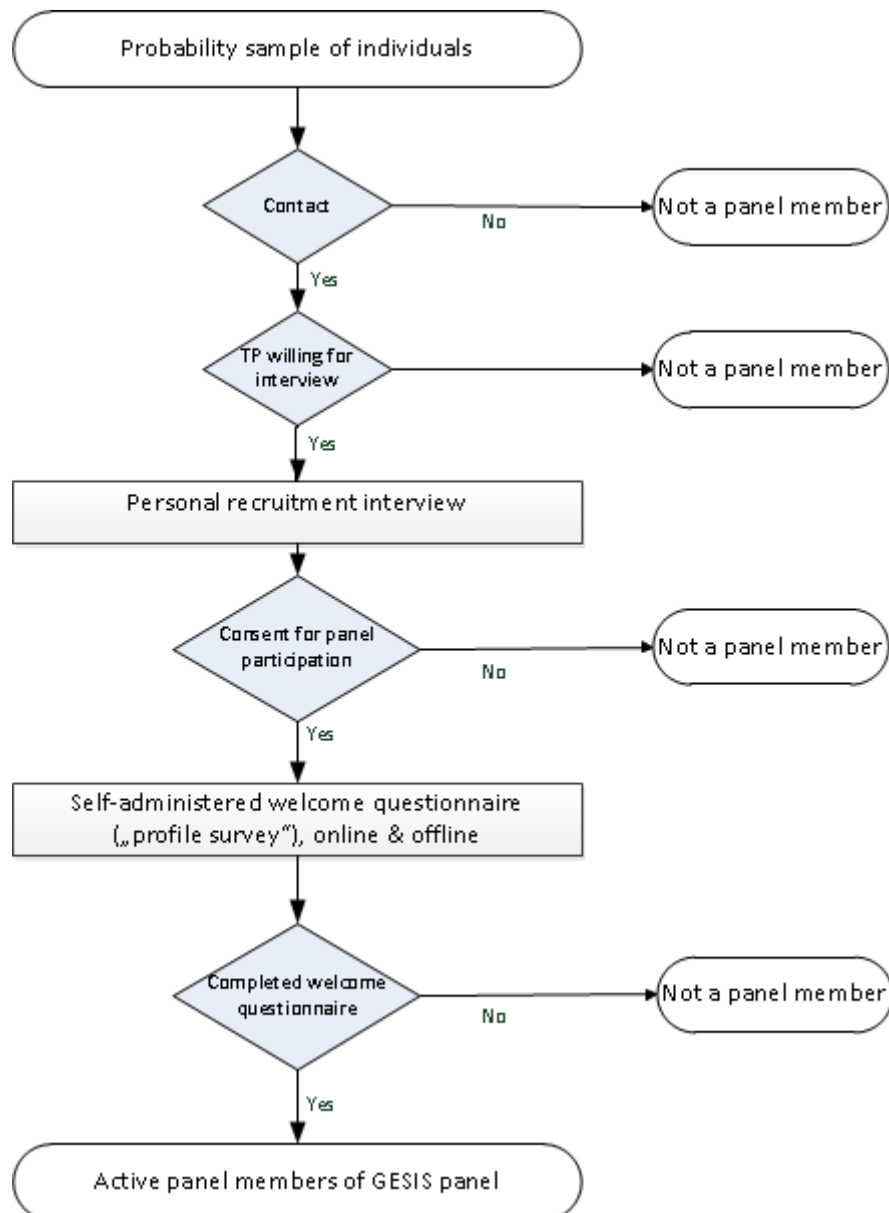 Probability sample of individuals
Contact
No
Not a panel member
Yes
TP willing for
interview
Not a panel member
Yes
Personal recruitment interview
Consent for panel
participation
No
Not a panel member
Yes
Self-administered welcome questionnaire
(„profile survey“), online & offline
Completed welcome
questionnaire
No
Not a panel member
Yes
Active panel members of GESIS panel